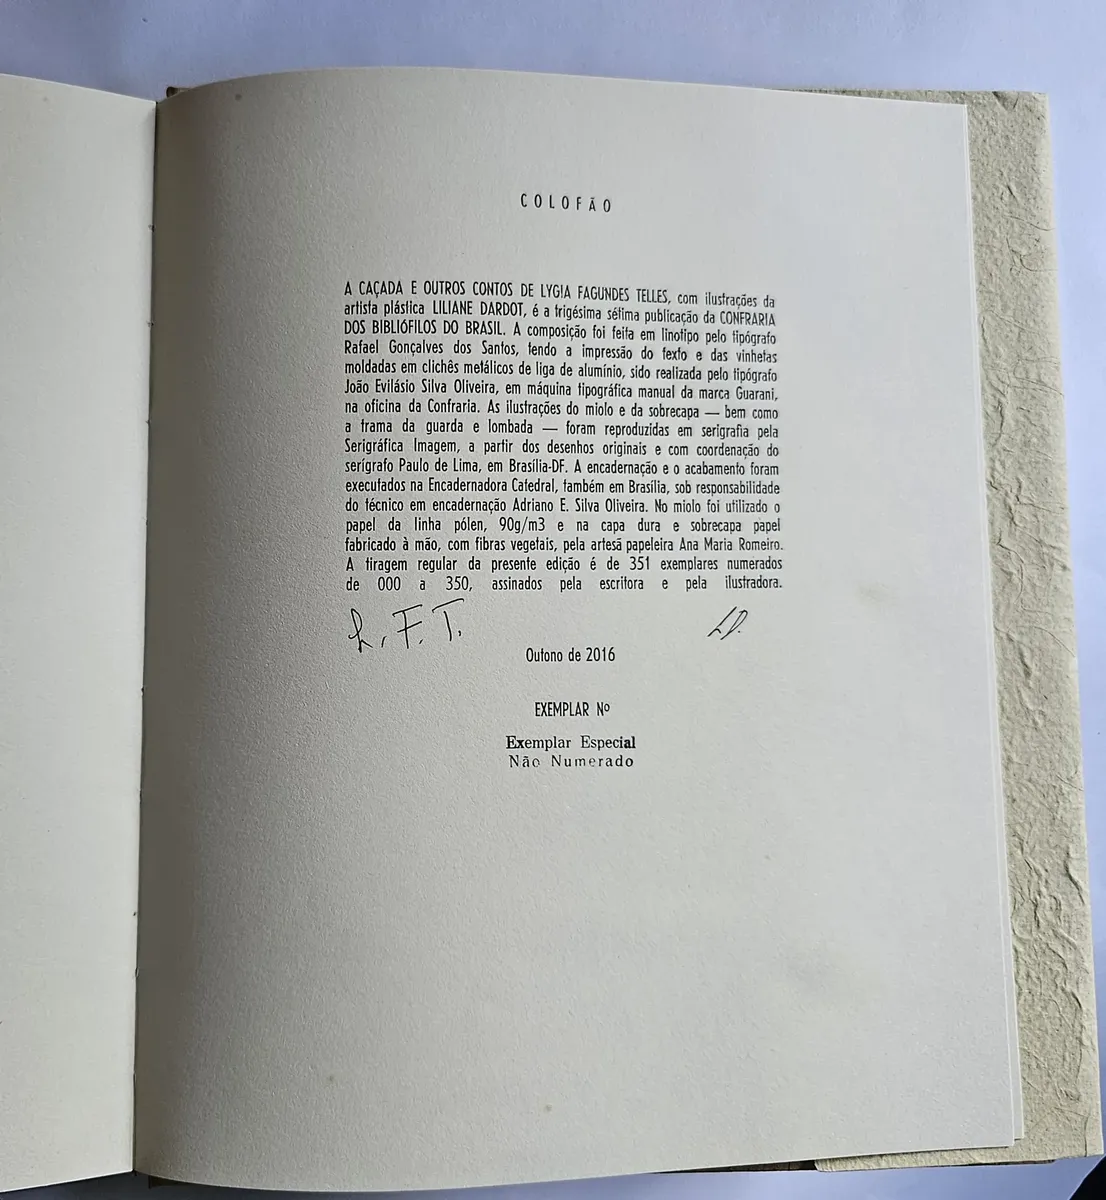 COLOFÃO
A CAÇADA E OUTROS CONTOS DE LYGIA FAGUNDES TELLES, com ilustrações da
artista plástica LILIANE DARDOT, é a trigésima sétima publicação da CONFRARIA
DOS BIBLIÓFILOS DO BRASIL. A composição foi feita em linotipo pelo tipógrafo
Rafael Gonçalves dos Santos, tendo a impressão do texto e das vinhetas
moldadas em clichês metálicos de liga de alumínio, sido realizada pelo tipógrafo
João Evilásio Silva Oliveira, em máquina tipográfica manual da marca Guarani,
na oficina da Confraria. As ilustrações do miolo e da sobrecapa — bem como
a trama da guarda e lombada — foram reproduzidas em serigrafia pela
Serigráfica Imagem, a partir dos desenhos originais e com coordenação do
serígrafo Paulo de Lima, em Brasília-DF. A encadernação e o acabamento foram
executados na Encadernadora Catedral, também em Brasília, sob responsabilidade
do técnico em encadernação Adriano E. Silva Oliveira. No miolo foi utilizado o
papel da linha pólen, 90g/m3 e na capa dura e sobrecapa papel
fabricado à mão, com fibras vegetais, pela artesã papeleira Ana Maria Romeiro.
A tiragem regular da presente edição é de 351 exemplares numerados
de 000 a 350, assinados pela escritora e pela ilustradora.
L. F. T. LD.
Outono de 2016
EXEMPLAR Nº
Exemplar Especial
Não Numerado